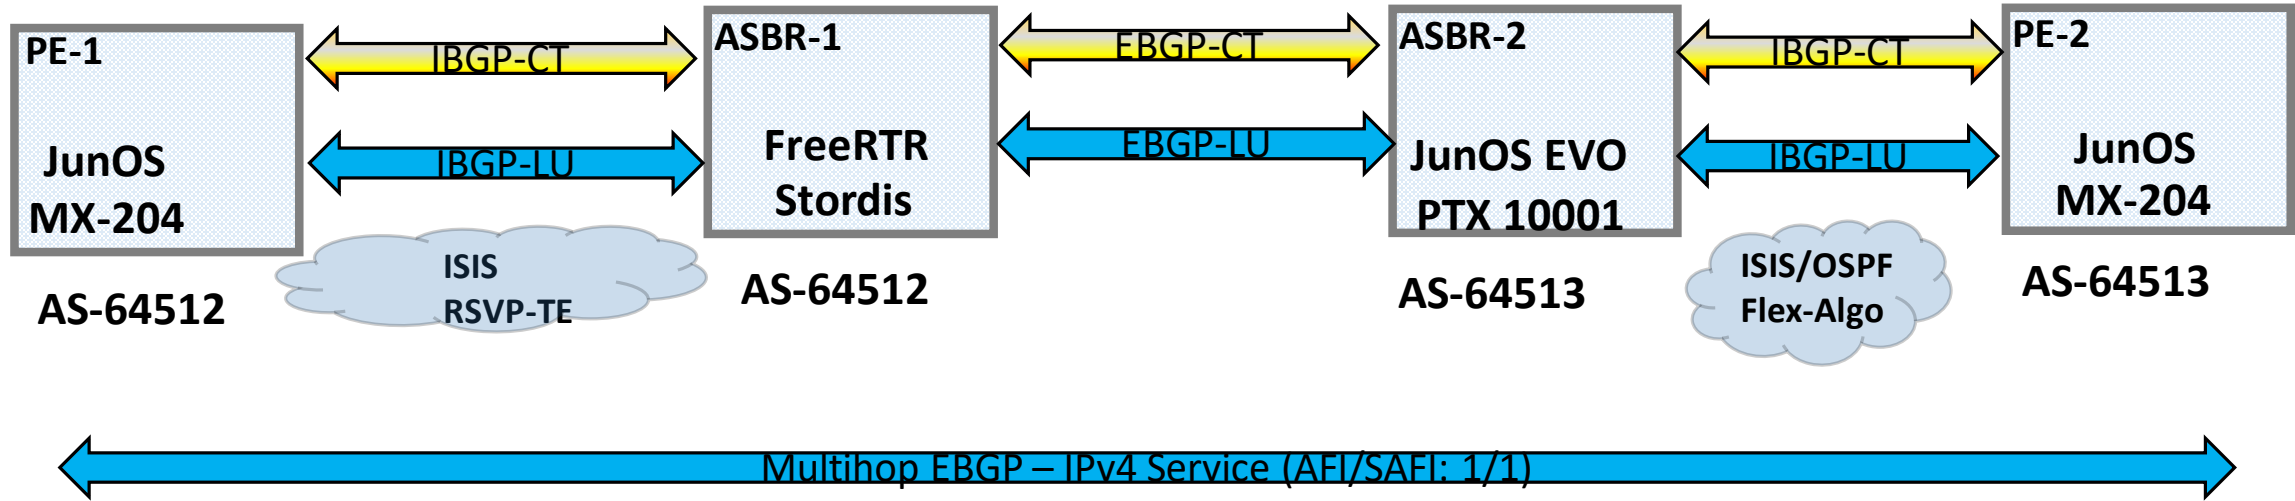 PE-1
JunOS
MX-204
AS-64512
IBGP-CT
IBGP-LU
ISIS
RSVP-TE
ASBR-1
FreeRTR
Stordis
AS-64512
EBGP-CT
EBGP-LU
ASBR-2
JunOS EVO
PTX 10001
AS-64513
IBGP-CT
IBGP-LU
ISIS/OSPF
Flex-Algo
PE-2
JunOS
MX-204
AS-64513
Multihop EBGP – IPv4 Service (AFI/SAFI: 1/1)